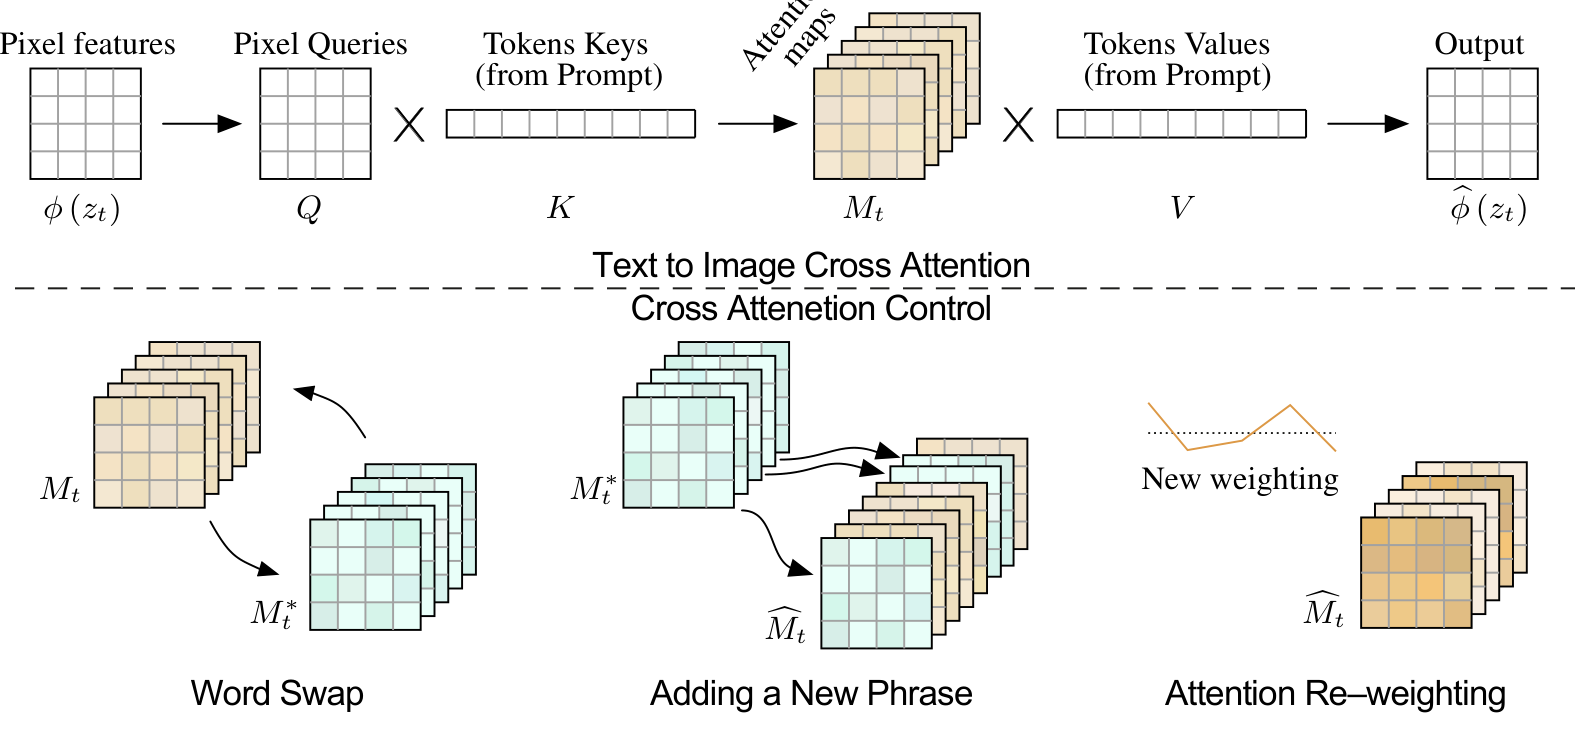 Pixel features
Pixel Queries
Tokens Keys
(from Prompt)
maps
Tokens Values
(from Prompt)
Output
ϕ (z_t)
Q
K
M_t
V
ϕ̂ (z_t)
Text to Image Cross Attention
Cross Attenetion Control
M_t
M_t^*
Word Swap
M_t^*
M̂_t
Adding a New Phrase
New weighting
M̂_t
Attention Re–weighting